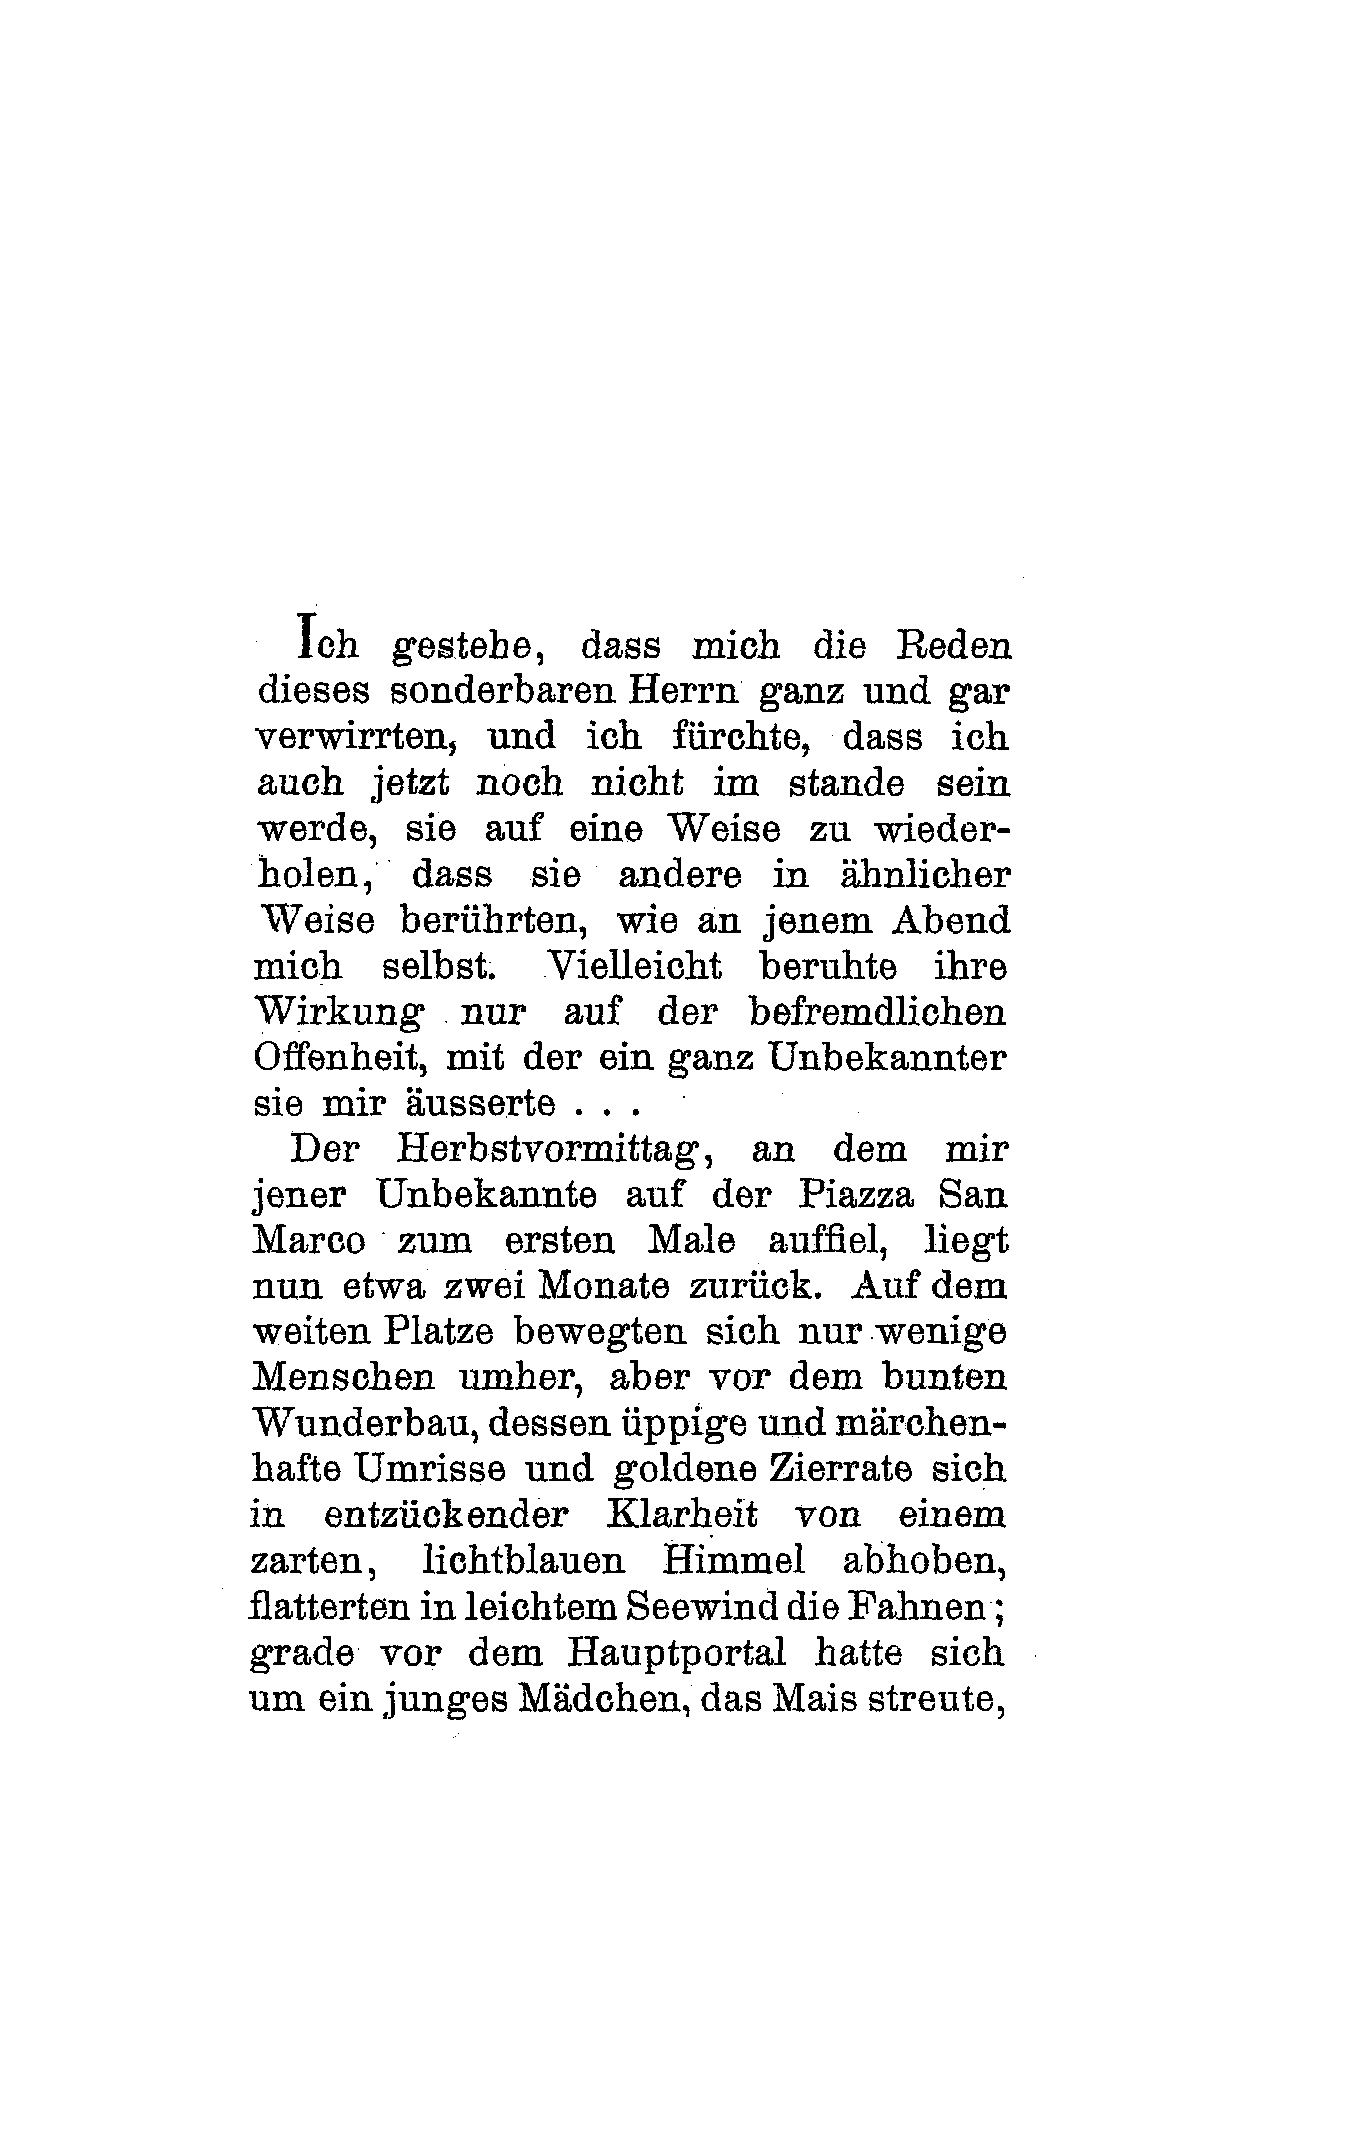 Ich gestehe, dass mich die Reden
dieses sonderbaren Herrn ganz und gar
verwirrten, und ich fürchte, dass ich
auch jetzt noch nicht im stande sein
werde, sie auf eine Weise zu wieder-
holen, dass sie andere in ähnlicher
Weise berührten, wie an jenem Abend
mich selbst. Vielleicht beruhte ihre
Wirkung nur auf der befremdlichen
Offenheit, mit der ein ganz Unbekannter
sie mir äusserte . . .
Der Herbstvormittag, an dem mir
jener Unbekannte auf der Piazza San
Marco zum ersten Male auffiel, liegt
nun etwa zwei Monate zurück. Auf dem
weiten Platze bewegten sich nur wenige
Menschen umher, aber vor dem bunten
Wunderbau, dessen üppige und märchen-
hafte Umrisse und goldene Zierrate sich
in entzückender Klarheit von einem
zarten, lichtblauen Himmel abhoben,
flatterten in leichtem Seewind die Fahnen;
grade vor dem Hauptportal hatte sich
um ein junges Mädchen, das Mais streute,